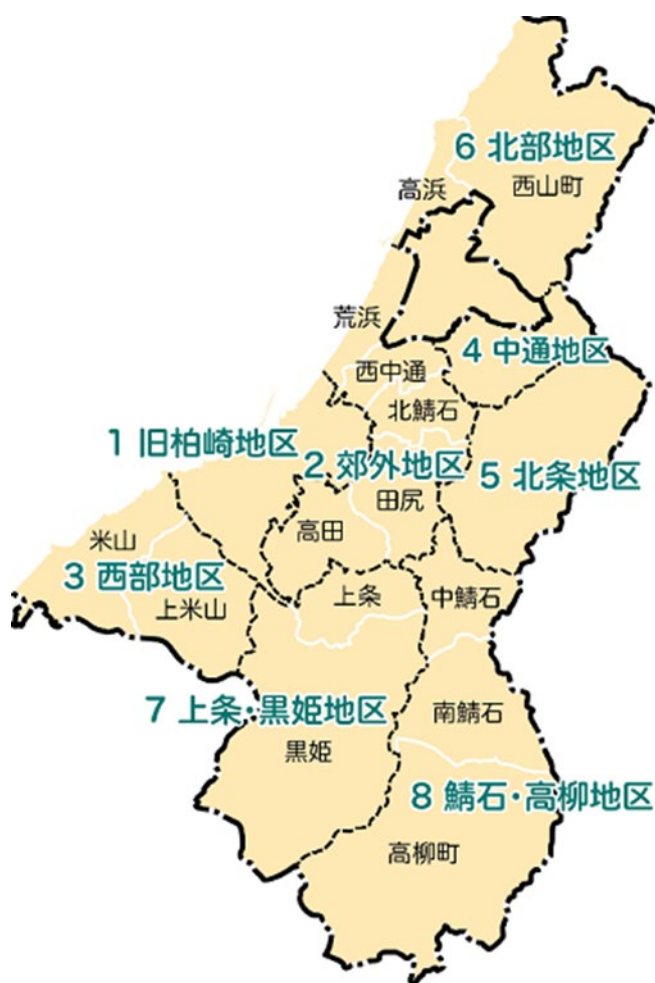 6 北部地区
高浜
西山町
荒浜
4 中通地区
西中通
北鯖石
1 旧柏崎地区
2 郊外地区
5 北条地区
田尻
高田
米山
3 西部地区
上米山
上条
中鯖石
7 上条・黒姫地区
南鯖石
黒姫
8 鯖石・高柳地区
高柳町